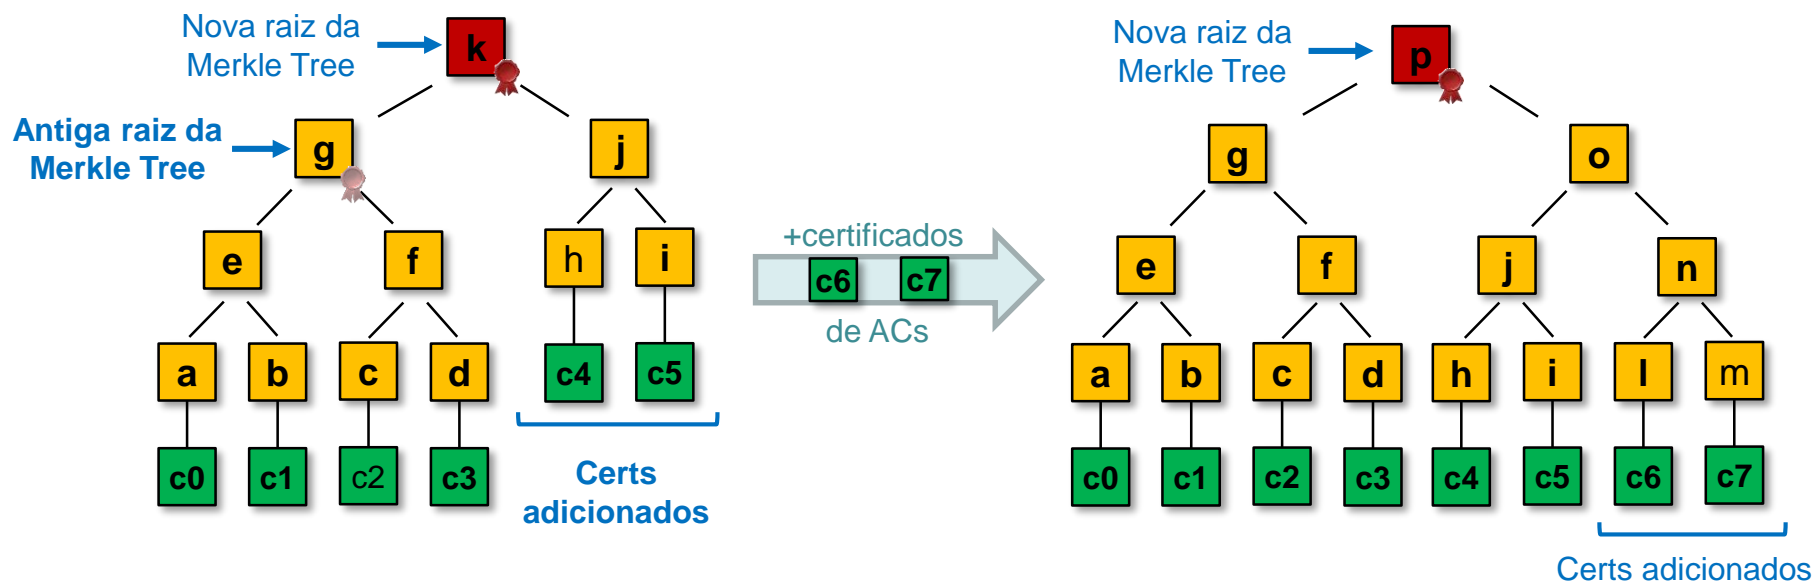 Nova raiz da
Merkle Tree
k
Antiga raiz da
Merkle Tree
g
j
e
f
h
i
a
b
c
d
c4
c5
c0
c1
c2
c3
Certs
adicionados
+certificados
c6
c7
de ACs
Nova raiz da
Merkle Tree
p
g
o
e
f
j
n
a
b
c
d
h
i
l
m
c0
c1
c2
c3
c4
c5
c6
c7
Certs adicionados